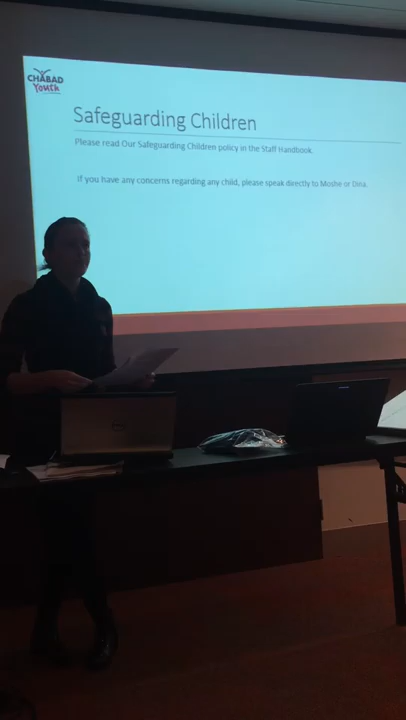 CHABAD
Youth
Safeguarding Children
Please read Our Safeguarding Children policy in the Staff Handbook.
If you have any concerns regarding any child, please speak directly to Moshe or Dina.
DELL